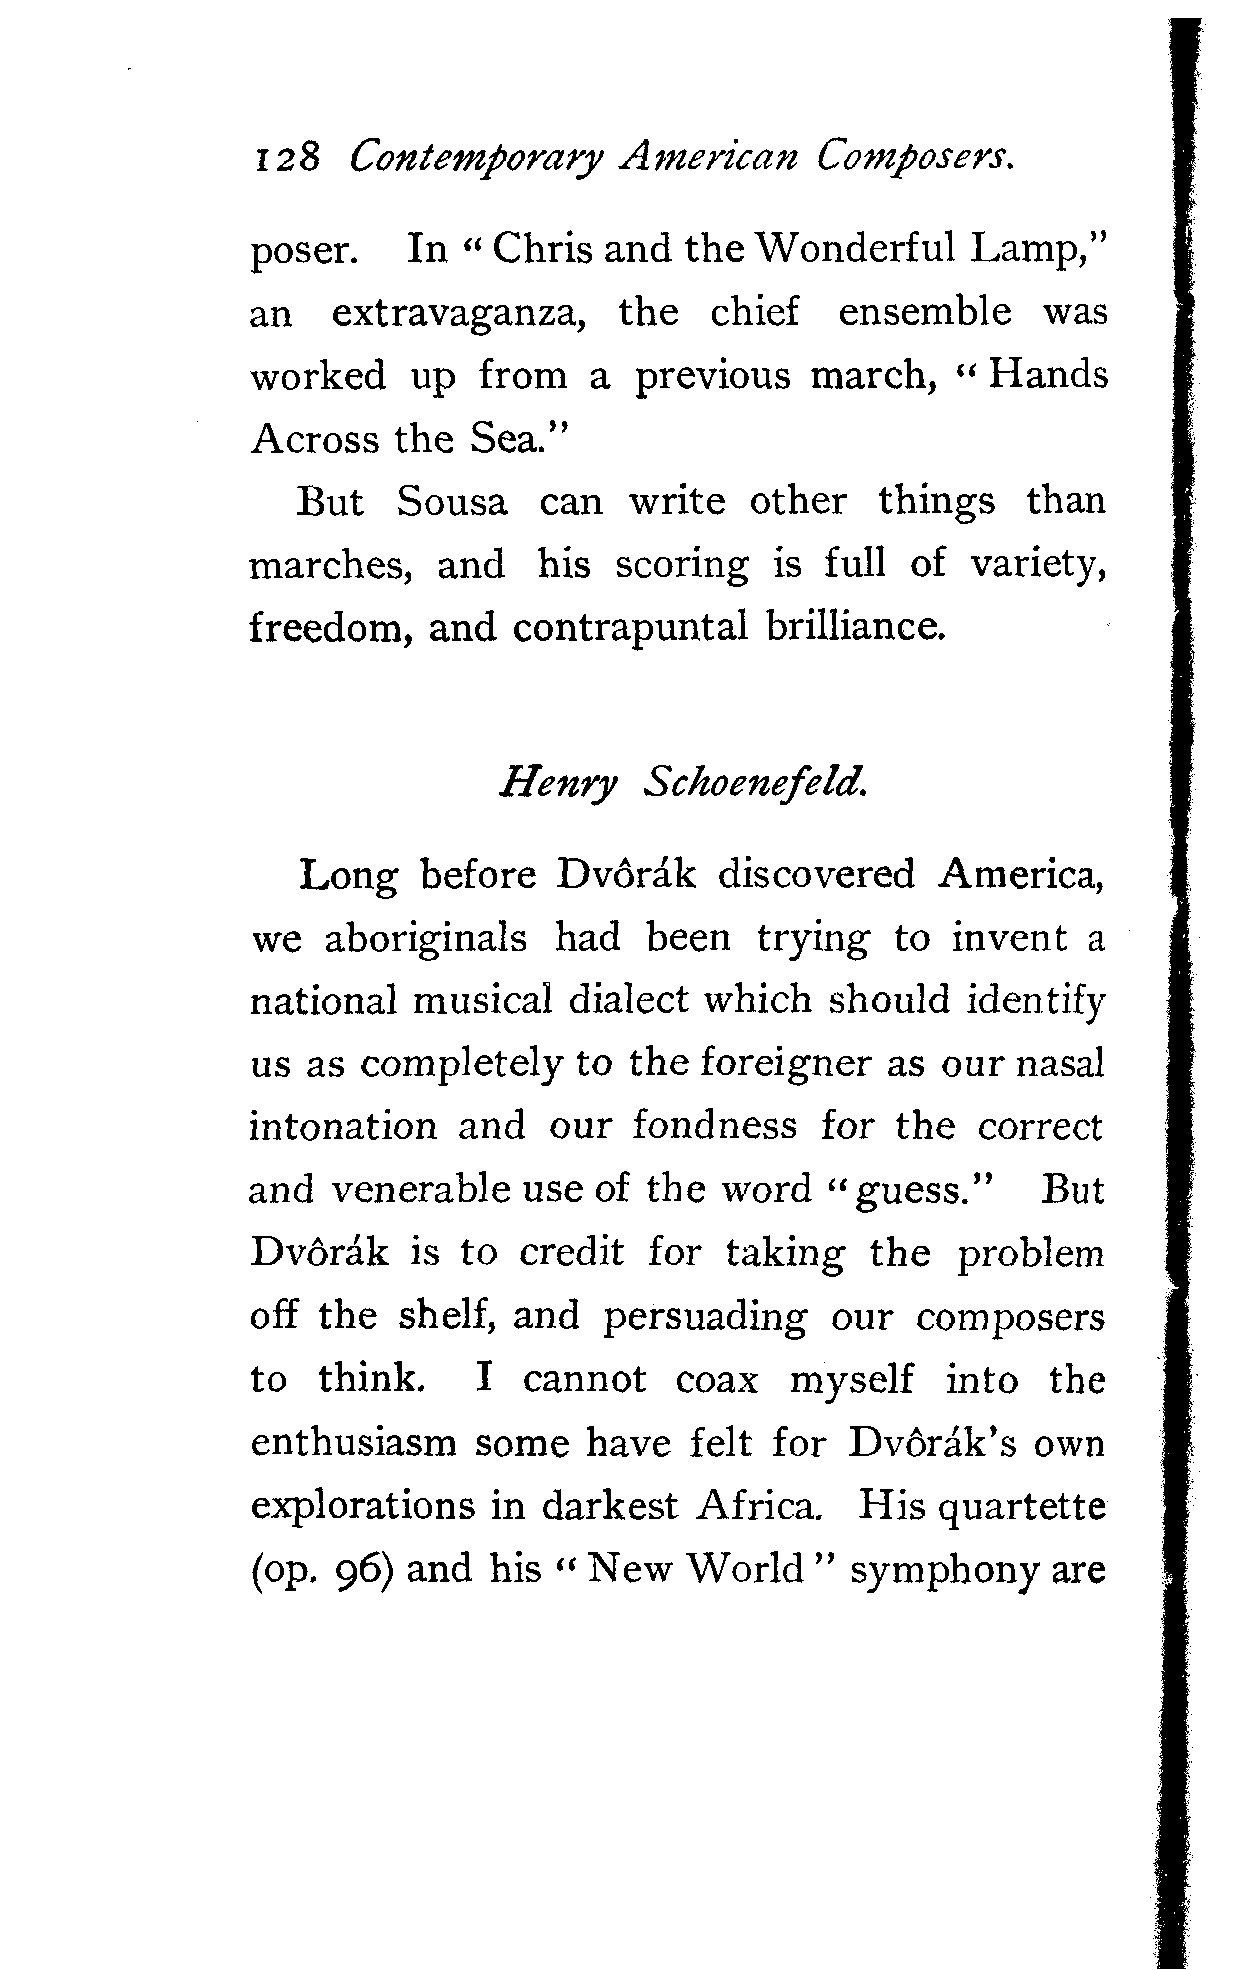 128 Contemporary American Composers.
poser. In “ Chris and the Wonderful Lamp,”
an extravaganza, the chief ensemble was
worked up from a previous march, “ Hands
Across the Sea.”
But Sousa can write other things than
marches, and his scoring is full of variety,
freedom, and contrapuntal brilliance.
Henry Schoenefeld.
Long before Dvôrák discovered America,
we aboriginals had been trying to invent a
national musical dialect which should identify
us as completely to the foreigner as our nasal
intonation and our fondness for the correct
and venerable use of the word “ guess.” But
Dvôrák is to credit for taking the problem
off the shelf, and persuading our composers
to think. I cannot coax myself into the
enthusiasm some have felt for Dvôrák’s own
explorations in darkest Africa. His quartette
(op. 96) and his “ New World ” symphony are